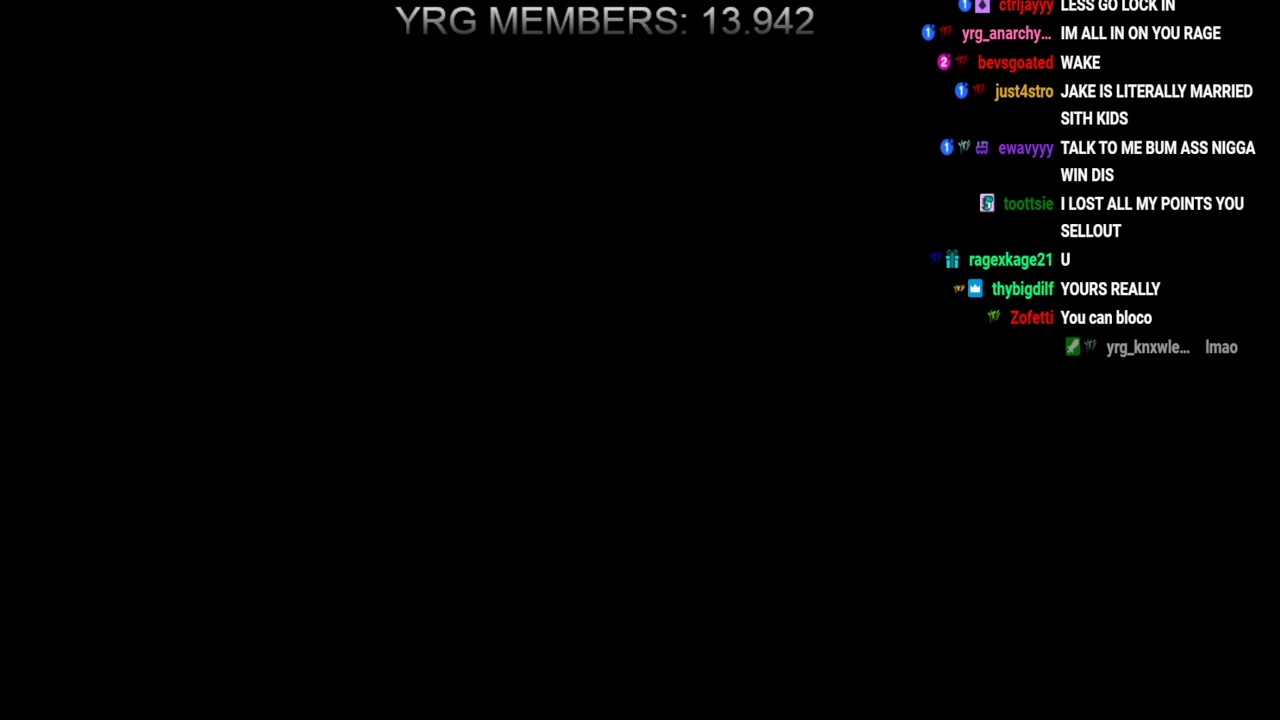 YRG MEMBERS: 13.942
ctrljayyy LESS GO LOCK IN
yrg_anarchy... IM ALL IN ON YOU RAGE
bevsgoated WAKE
just4stro JAKE IS LITERALLY MARRIED
SITH KIDS
ewavyyy TALK TO ME BUM ASS NIGGA
WIN DIS
toottsie I LOST ALL MY POINTS YOU
SELLOUT
ragexkage21 U
thybigdilf YOURS REALLY
Zofetti You can bloco
yrg_knxwle... lmao